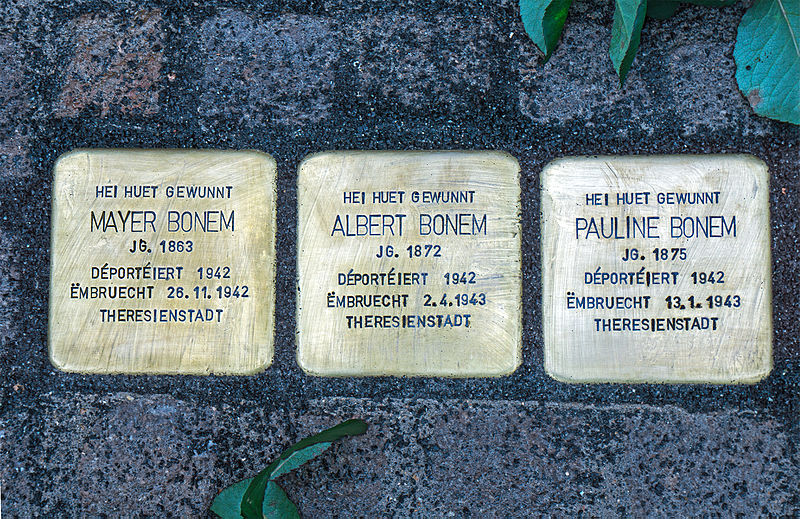 HEI HUET GEWUNNT
MAYER BONEM
JG. 1863
DÉPORTÉIERT 1942
ËMBRUECHT 26.11.1942
THERESIENSTADT
HEI HUET GEWUNNT
ALBERT BONEM
JG. 1872
DÉPORTÉIERT 1942
ËMBRUECHT 2.4.1943
THERESIENSTADT
HEI HUET GEWUNNT
PAULINE BONEM
JG. 1875
DÉPORTÉIERT 1942
ËMBRUECHT 13.1.1943
THERESIENSTADT